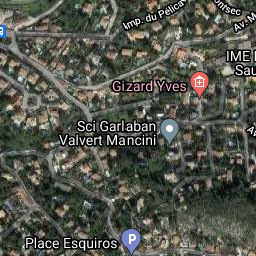 Imp. du Pélica
IME
Sau
Gizard Yves
Sci Garlaban
Valvert Mancini
Place Esquiros
P